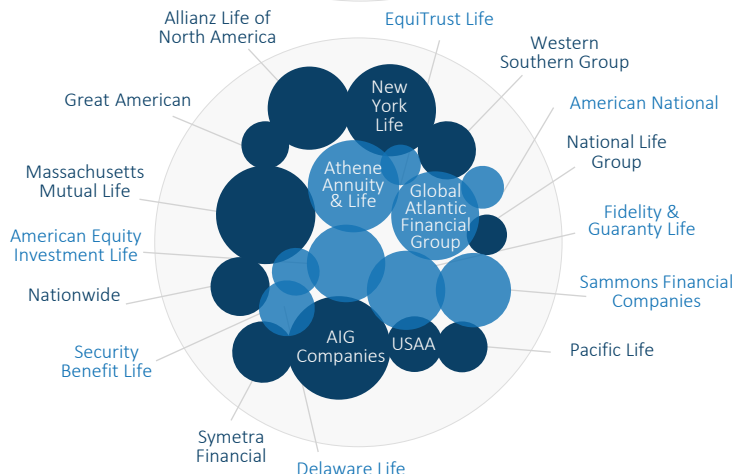 Allianz Life of
North America
EquiTrust Life
Western
Southern Group
Great American
New
York
Life
American National
National Life
Group
Massachusetts
Mutual Life
Athene
Annuity
& Life
Global
Atlantic
Financial
Group
Fidelity &
Guaranty Life
American Equity
Investment Life
Nationwide
Sammons Financial
Companies
AIG
Companies
USAA
Pacific Life
Security
Benefit Life
Symetra
Financial
Delaware Life